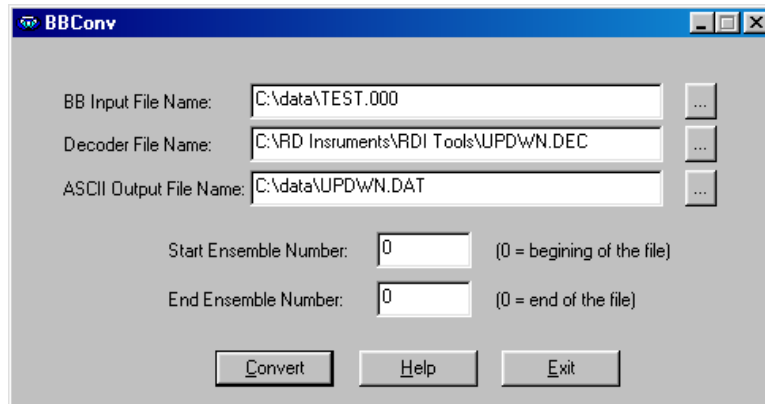 BBConv
BB Input File Name: C:\data\TEST.000 ...
Decoder File Name: C:\RD Insruments\RDI Tools\UPDWN.DEC ...
ASCII Output File Name: C:\data\UPDWN.DAT ...
Start Ensemble Number: 0 (0 = begining of the file)
End Ensemble Number: 0 (0 = end of the file)
Convert Help Exit